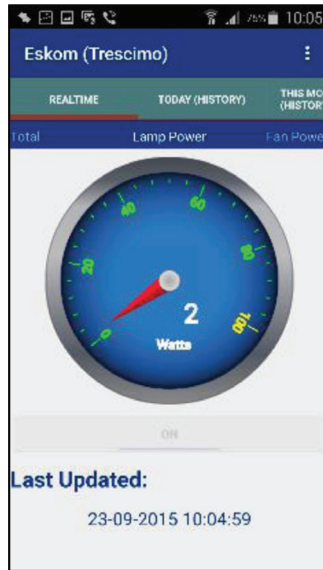 75% 10:05
Eskom (Trescimo)
REALTIME TODAY (HISTORY) THIS MO
(HISTOR
Total Lamp Power Fan Powe
0 20 40 60 80 100
2
Watts
ON
Last Updated:
23-09-2015 10:04:59